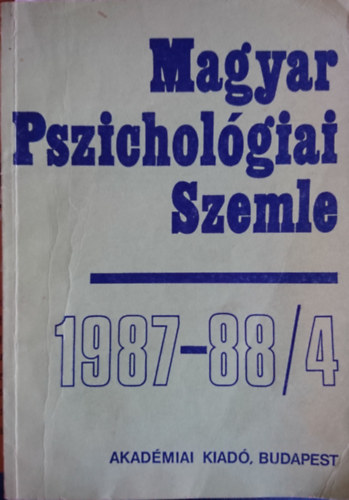 Magyar
Pszichológiai
Szemle
1987-88/4
AKADÉMIAI KIADÓ, BUDAPEST